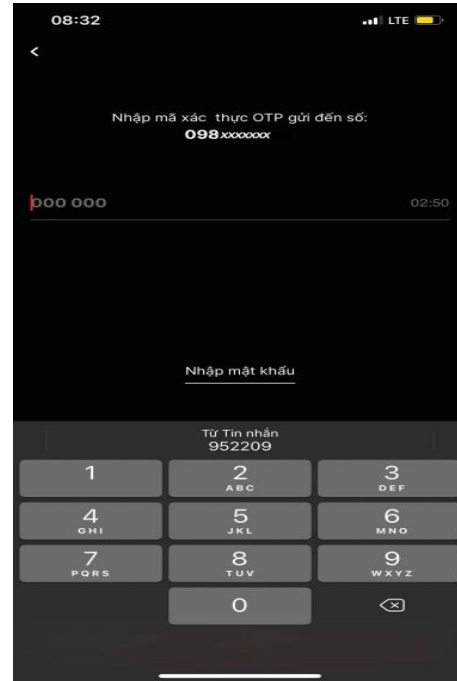 08:32
LTE
Nhập mã xác thực OTP gửi đến số:
098xxxxxxx
000 000
02:50
Nhập mật khẩu
Từ Tin nhắn
952209
1
2
ABC
3
DEF
4
GHI
5
JKL
6
MNO
7
PQRS
8
TUV
9
WXYZ
0